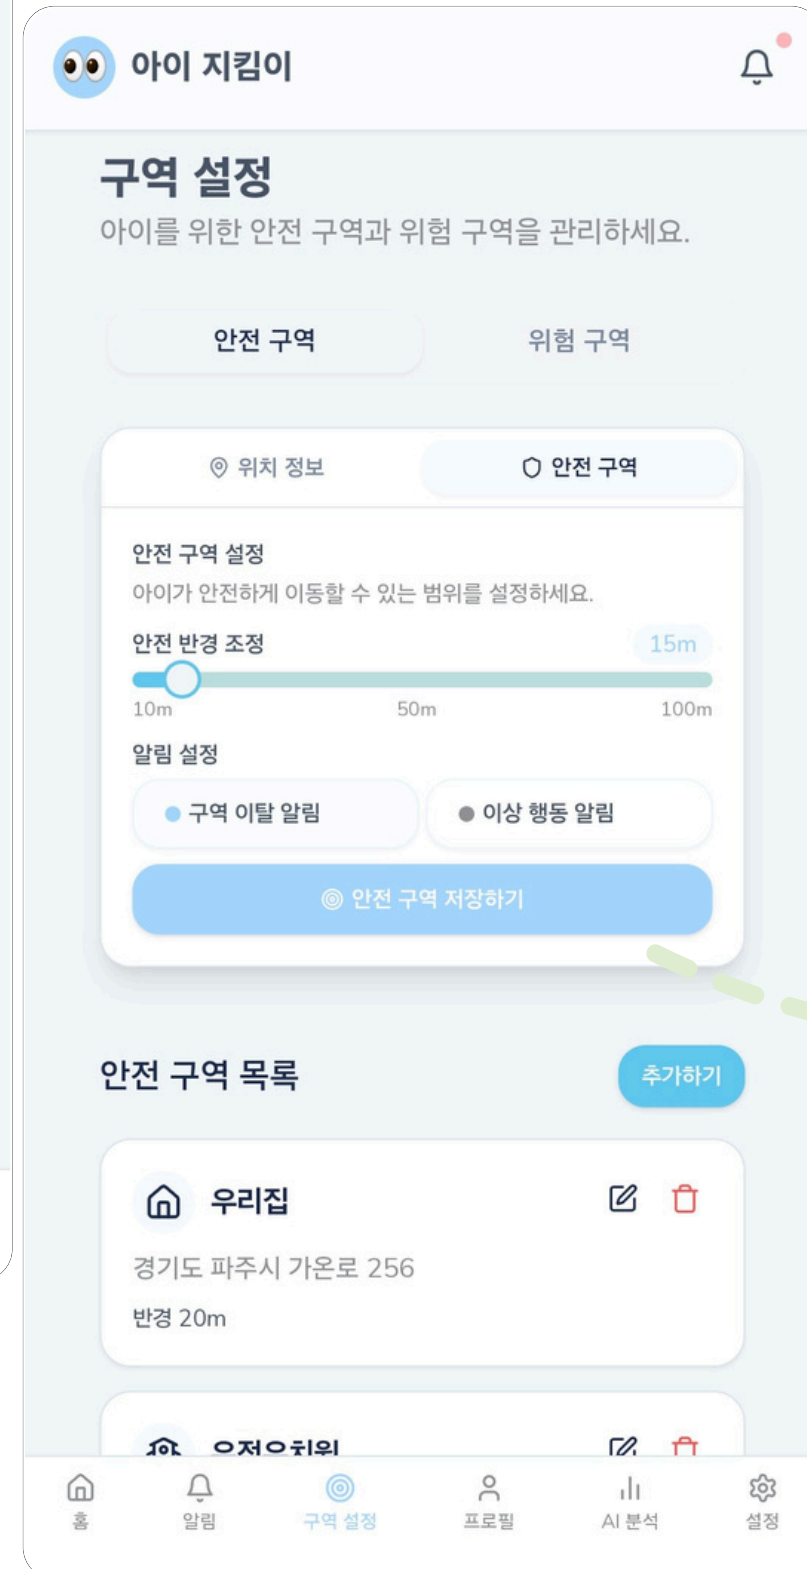 아이 지킴이
구역 설정
아이를 위한 안전 구역과 위험 구역을 관리하세요.
안전 구역 위험 구역
위치 정보 안전 구역
안전 구역 설정
아이가 안전하게 이동할 수 있는 범위를 설정하세요.
안전 반경 조정 15m
10m 50m 100m
알림 설정
구역 이탈 알림 이상 행동 알림
안전 구역 저장하기
안전 구역 목록 추가하기
우리집
경기도 파주시 가온로 256
반경 20m
홈 알림 구역 설정 프로필 AI 분석 설정